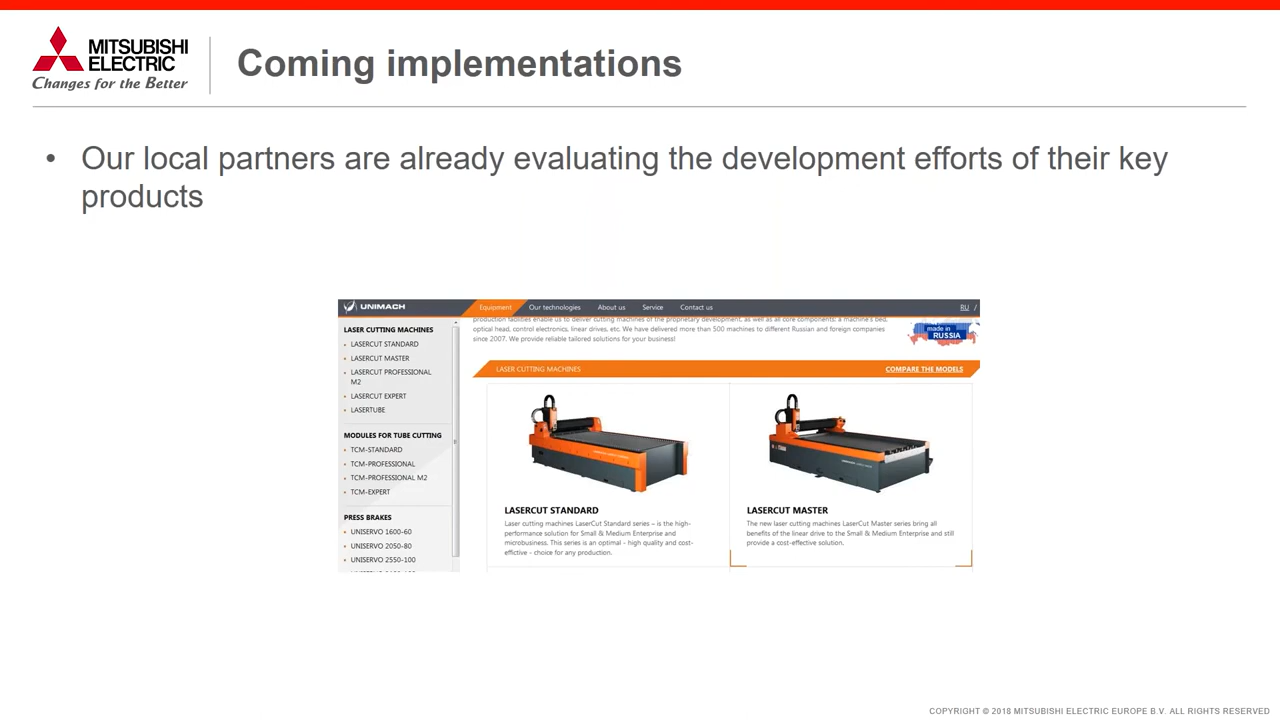 MITSUBISHI
ELECTRIC
Changes for the Better
Coming implementations
• Our local partners are already evaluating the development efforts of their key
products
UNIMACH
Equipment
Our technologies
About us
Service
Contact us
RU /
LASER CUTTING MACHINES
LASERCUT STANDARD
LASERCUT MASTER
LASERCUT PROFESSIONAL
M2
LASERCUT EXPERT
LASERTUBE
MODULES FOR TUBE CUTTING
TCM-STANDARD
TCM-PROFESSIONAL
TCM-PROFESSIONAL M2
TCM-EXPERT
PRESS BRAKES
UNISERVO 1600-60
UNISERVO 2050-80
UNISERVO 2550-100
production facilities enable us to deliver cutting machines of the proprietary development, as well as all core components: a machine's bed,
optical head, control electronics, linear drives, etc. We have delivered more than 500 machines to different Russian and foreign companies
since 2007. We provide reliable tailored solutions for your business!
made in
RUSSIA
LASER CUTTING MACHINES
COMPARE THE MODELS
LASERCUT STANDARD
Laser cutting machines LaserCut Standard series – is the high-
performance solution for Small & Medium Enterprise and
microbusiness. This series is an optimal - high quality and cost-
effictive - choice for any production.
LASERCUT MASTER
The new laser cutting machines LaserCut Master series bring all
benefits of the linear drive to the Small & Medium Enterprise and still
provide a cost-effective solution.
COPYRIGHT © 2018 MITSUBISHI ELECTRIC EUROPE B.V. ALL RIGHTS RESERVED